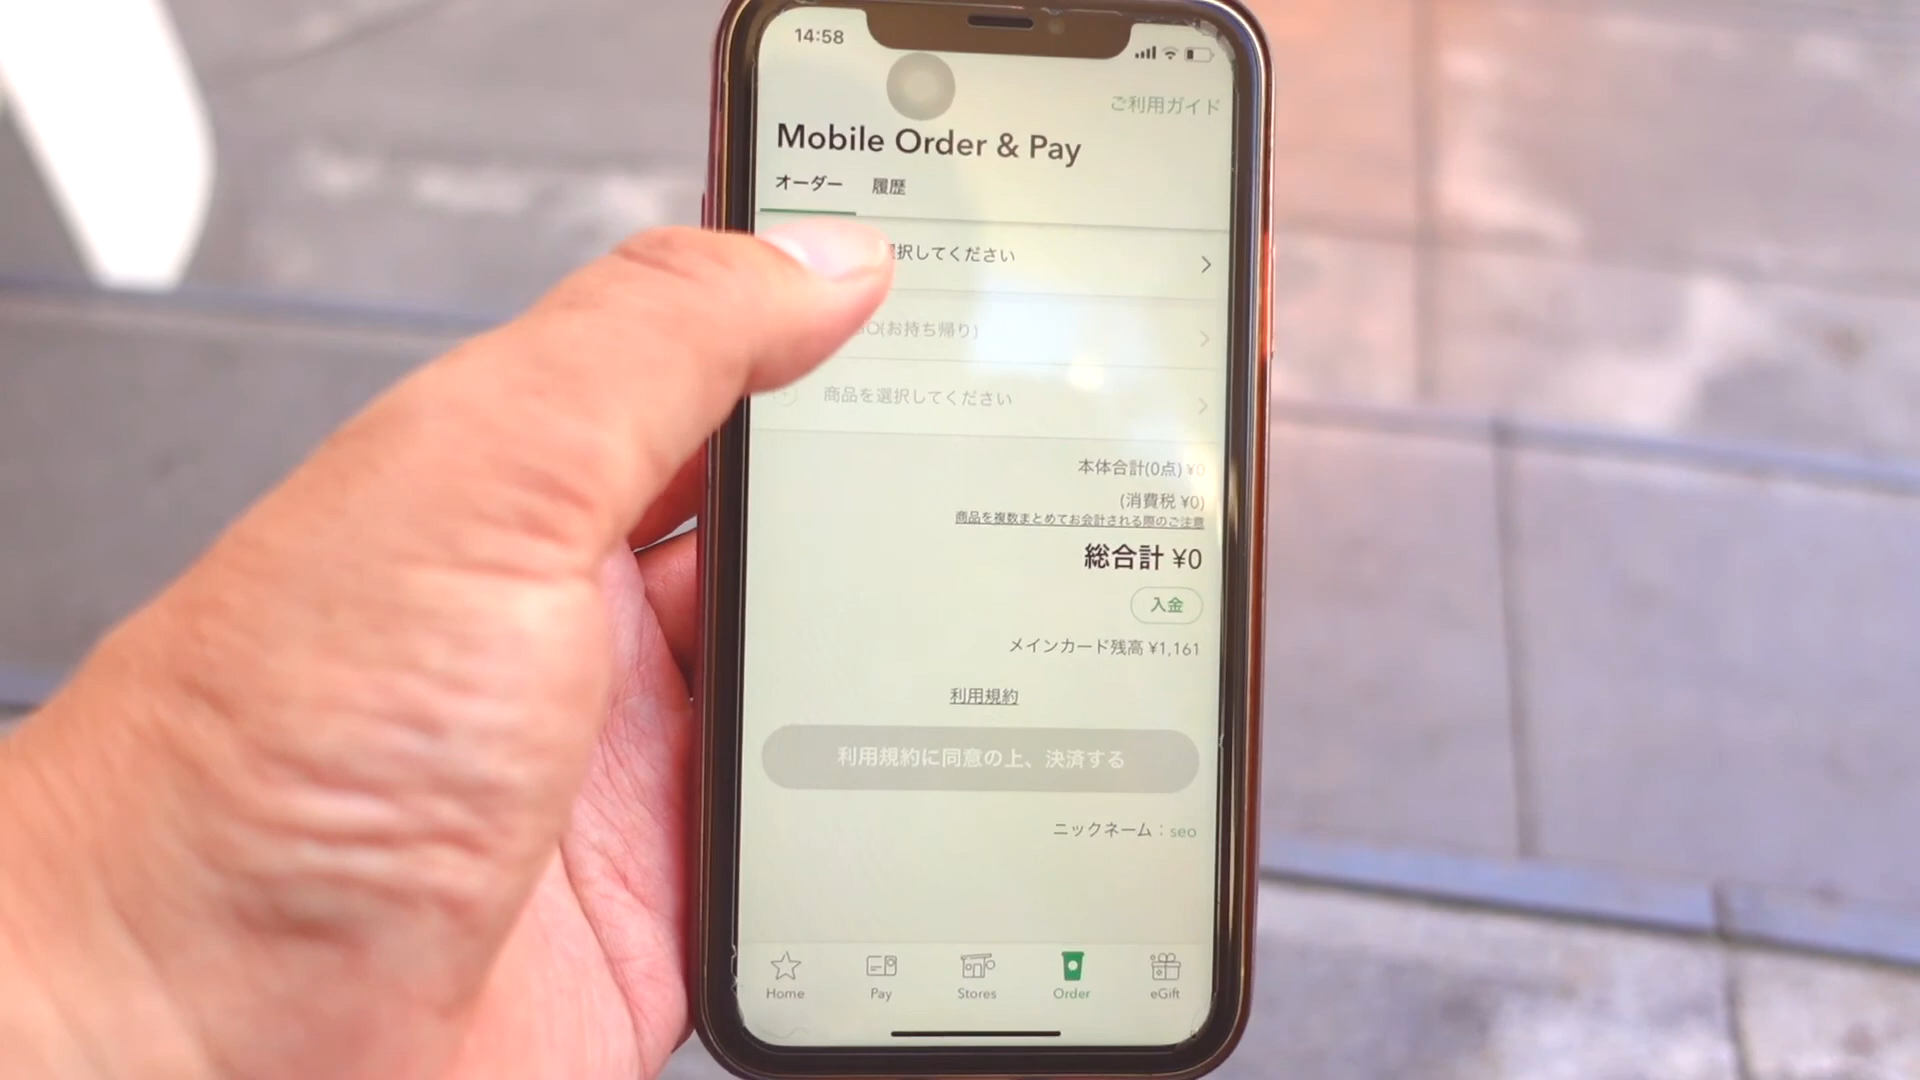 14:58
ご利用ガイド
Mobile Order & Pay
オーダー 履歴
選択してください
(お持ち帰り)
商品を選択してください
本体合計(0点) ¥0
(消費税 ¥0)
商品を複数まとめてお会計される際のご注意
総合計 ¥0
入金
メインカード残高 ¥1,161
利用規約
利用規約に同意の上、決済する
ニックネーム：seo
Home Pay Stores Order eGift